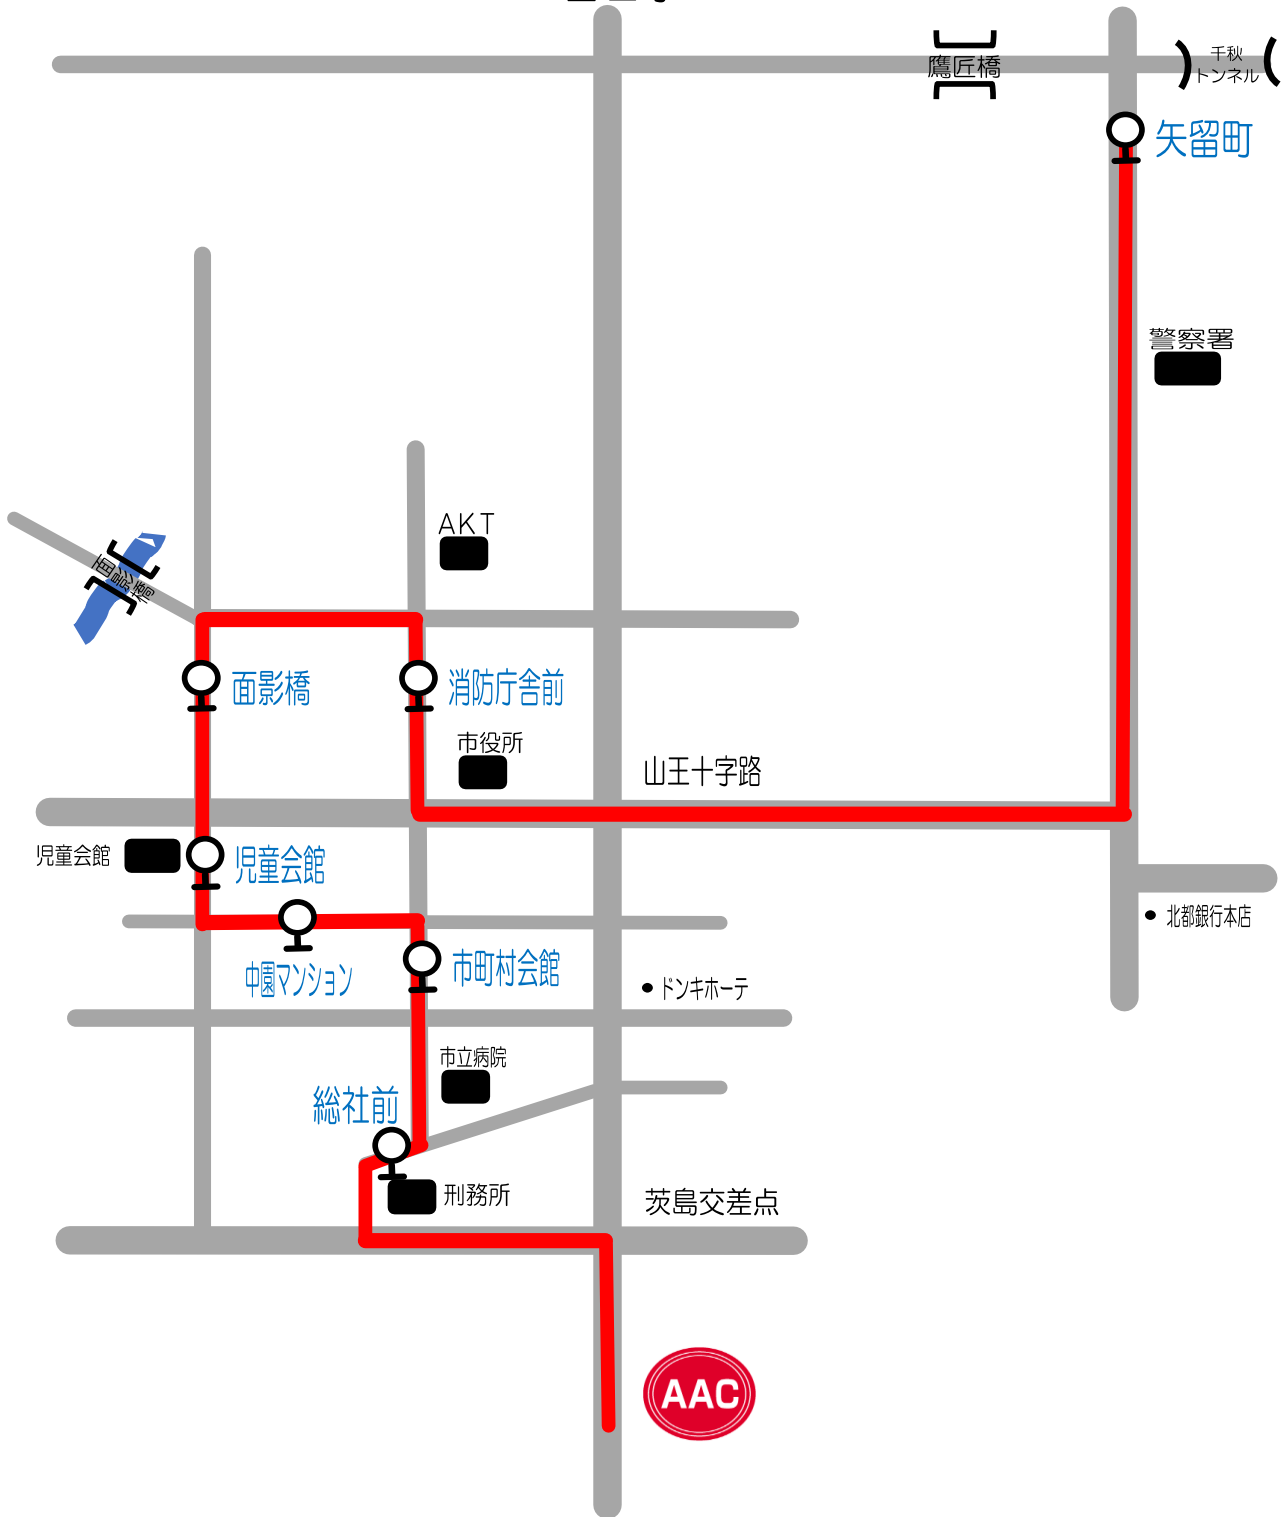 鷹匠橋
千秋
トンネル
矢留町
警察署
AKT
面影橋
面影橋
消防庁舎前
市役所
山王十字路
児童会館
児童会館
北都銀行本店
市町村会館
中園マンション
ドンキホーテ
市立病院
総社前
刑務所
茨島交差点
AAC